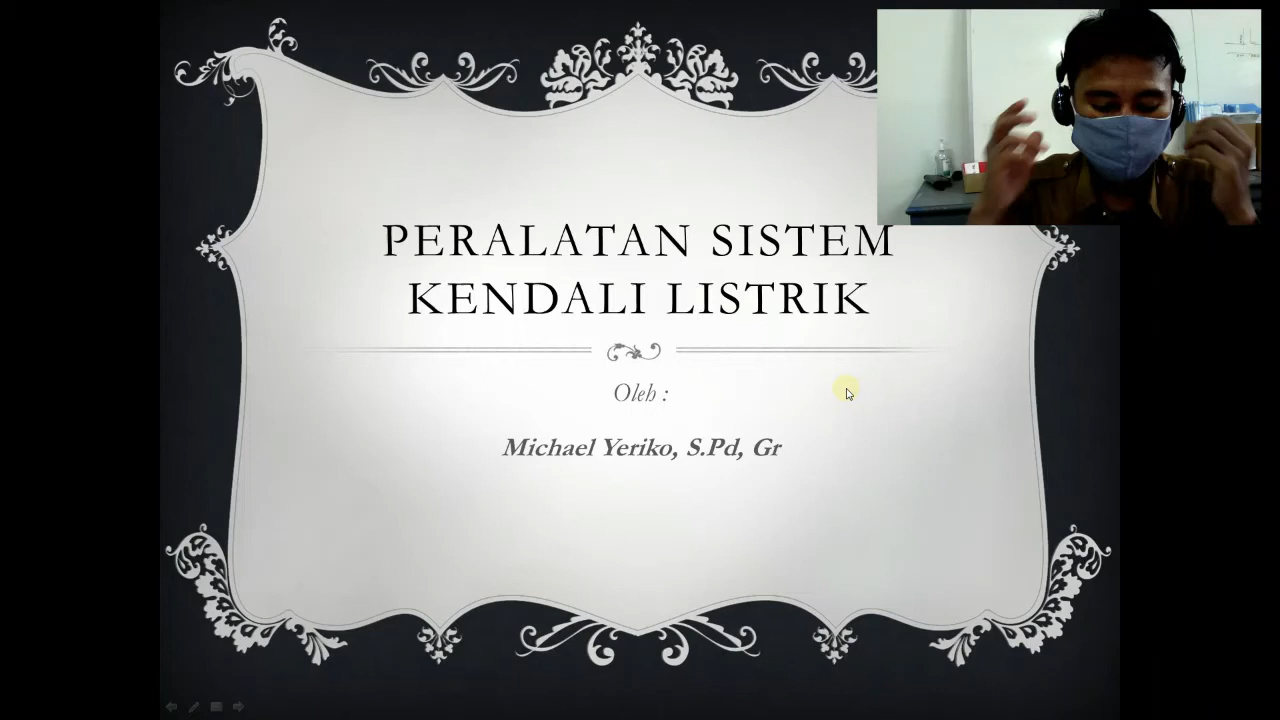 PERALATAN SISTEM
KENDALI LISTRIK
Oleh :
Michael Yeriko, S.Pd, Gr